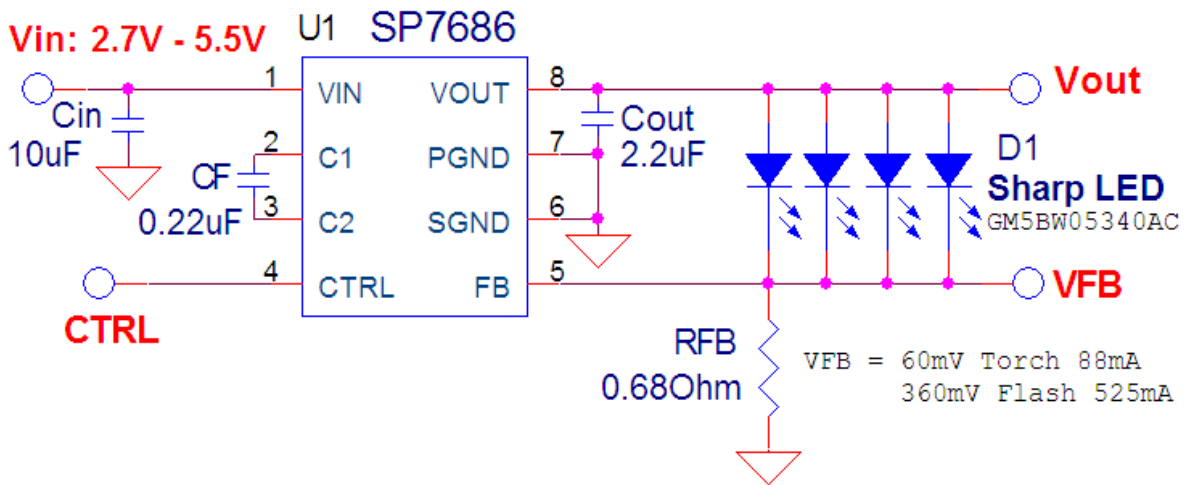 Vin: 2.7V - 5.5V
U1 SP7686
1
VIN
VOUT
8
Vout
Cin
10uF
Cout
2.2uF
2
C1
PGND
7
CF
0.22uF
3
C2
SGND
6
D1
Sharp LED
GM5BW05340AC
4
CTRL
FB
5
CTRL
VFB
RFB
0.68Ohm
VFB = 60mV Torch 88mA
360mV Flash 525mA